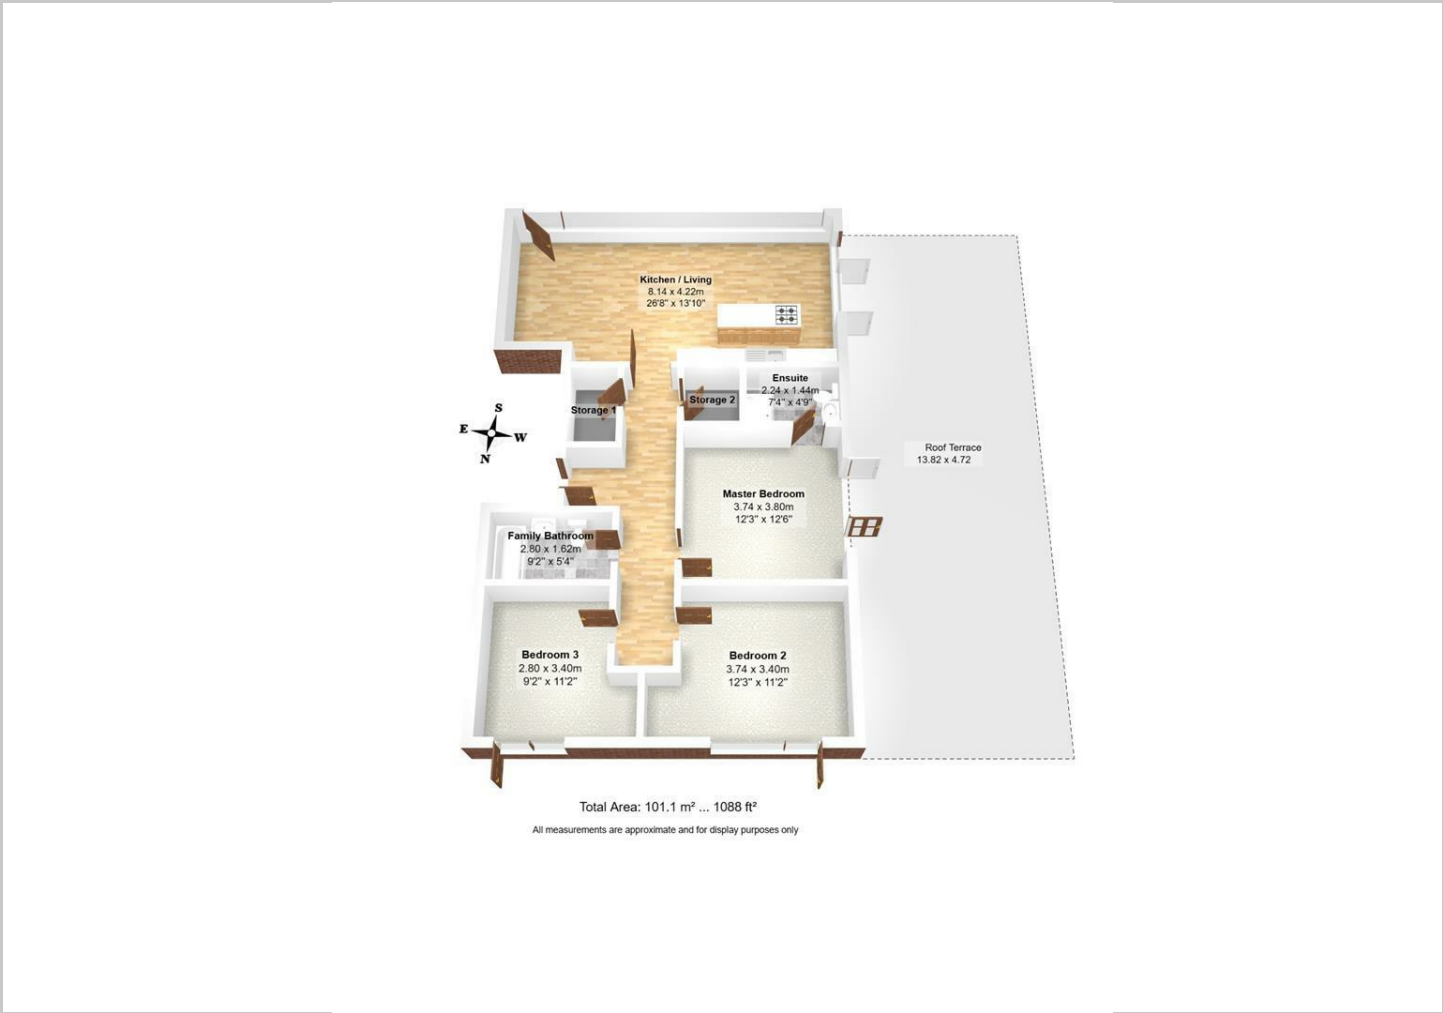 Kitchen / Living
8.14 x 4.22m
26'8" x 13'10"
Ensuite
2.24 x 1.44m
7'4" x 4'9"
Storage 2
Storage 1
S
E
W
N
Roof Terrace
13.82 x 4.72
Master Bedroom
3.74 x 3.80m
12'3" x 12'6"
Family Bathroom
2.80 x 1.62m
9'2" x 5'4"
Bedroom 3
2.80 x 3.40m
9'2" x 11'2"
Bedroom 2
3.74 x 3.40m
12'3" x 11'2"
Total Area: 101.1 m² ... 1088 ft²
All measurements are approximate and for display purposes only